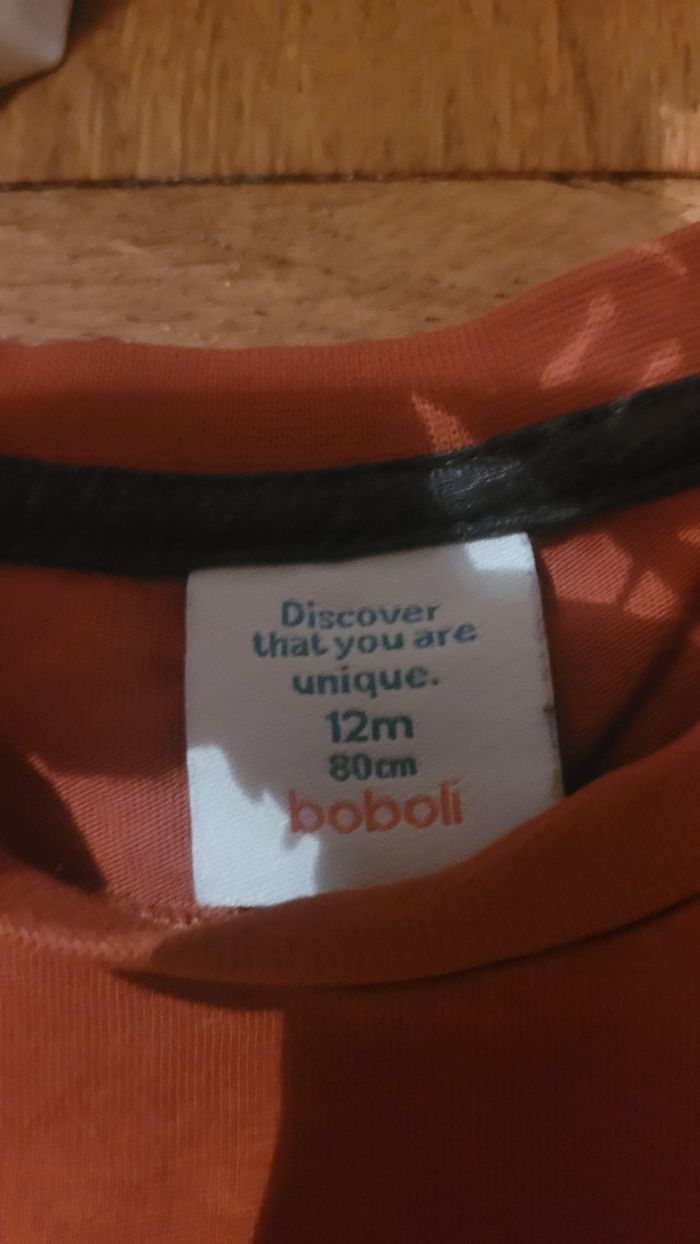 Discover
that you are
unique.
12m
80cm
boboli